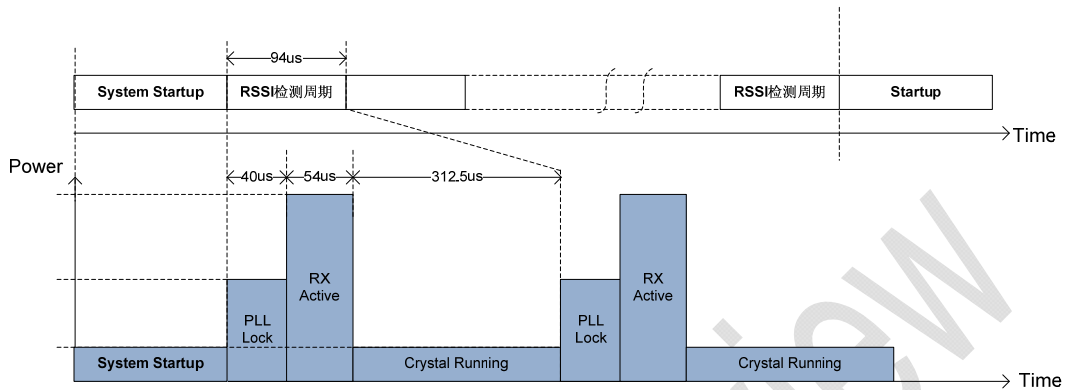 94us
System Startup
RSSI检测周期
RSSI检测周期
Startup
Time
Power
40us
54us
312.5us
RX
Active
PLL
Lock
RX
Active
PLL
Lock
System Startup
Crystal Running
Crystal Running
Time
view